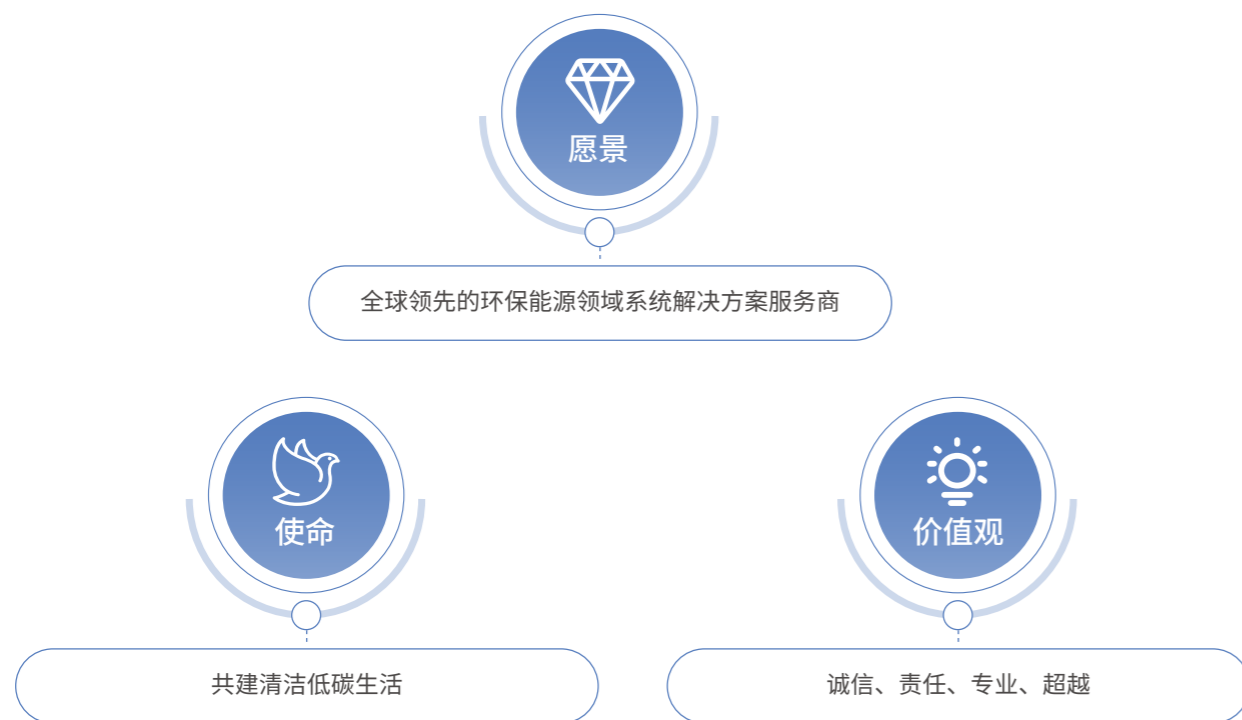 愿景
全球领先的环保能源领域系统解决方案服务商
使命
共建清洁低碳生活
价值观
诚信、责任、专业、超越